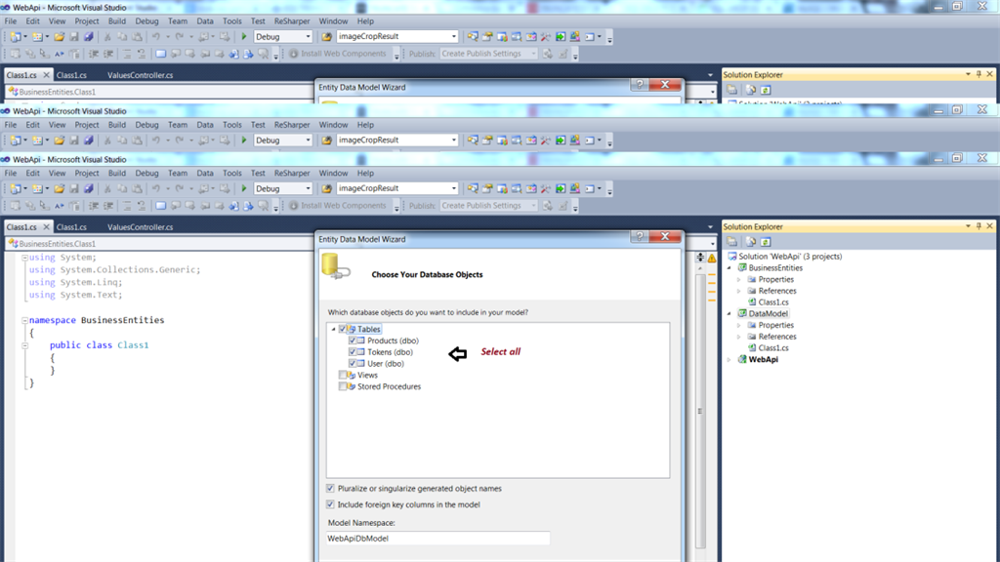 WebApi - Microsoft Visual Studio
File Edit View Project Build Debug Team Data Tools Test ReSharper Window Help
Debug imageCropResult
Install Web Components Publish: Create Publish Settings
Class1.cs Class1.cs ValuesController.cs
Solution Explorer
BusinessEntities.Class1
Entity Data Model Wizard
Solution 'WebApi' (3 projects)
WebApi - Microsoft Visual Studio
File Edit View Project Build Debug Team Data Tools Test ReSharper Window Help
Debug imageCropResult
WebApi - Microsoft Visual Studio
File Edit View Project Build Debug Team Data Tools Test ReSharper Window Help
Debug imageCropResult
Install Web Components Publish: Create Publish Settings
Class1.cs Class1.cs ValuesController.cs
BusinessEntities.Class1
using System;
using System.Collections.Generic;
using System.Linq;
using System.Text;
namespace BusinessEntities
{
public class Class1
{
}
}
Entity Data Model Wizard
Choose Your Database Objects
Which database objects do you want to include in your model?
Tables
Products (dbo)
Tokens (dbo)
User (dbo)
Views
Stored Procedures
Select all
Pluralize or singularize generated object names
Include foreign key columns in the model
Model Namespace:
WebApiDbModel
Solution Explorer
Solution 'WebApi' (3 projects)
BusinessEntities
Properties
References
Class1.cs
DataModel
Properties
References
Class1.cs
WebApi